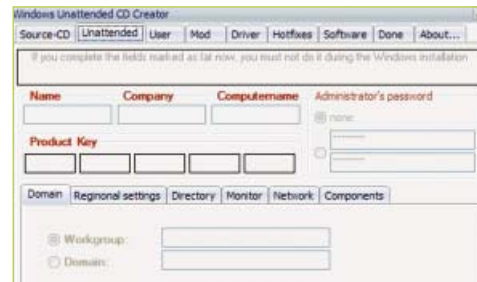 Windows Unattended CD Creator
Source-CD Unattended User Mod Driver Hotfixes Software Done About...
If you complete the fields marked as fat now, you must not do it during the Windows installation
Name Company Computername Administrator's password
none
--------
Product Key
--------
Domain Reginonal settings Directory Monitor Network Components
Workgroup:
Domain: